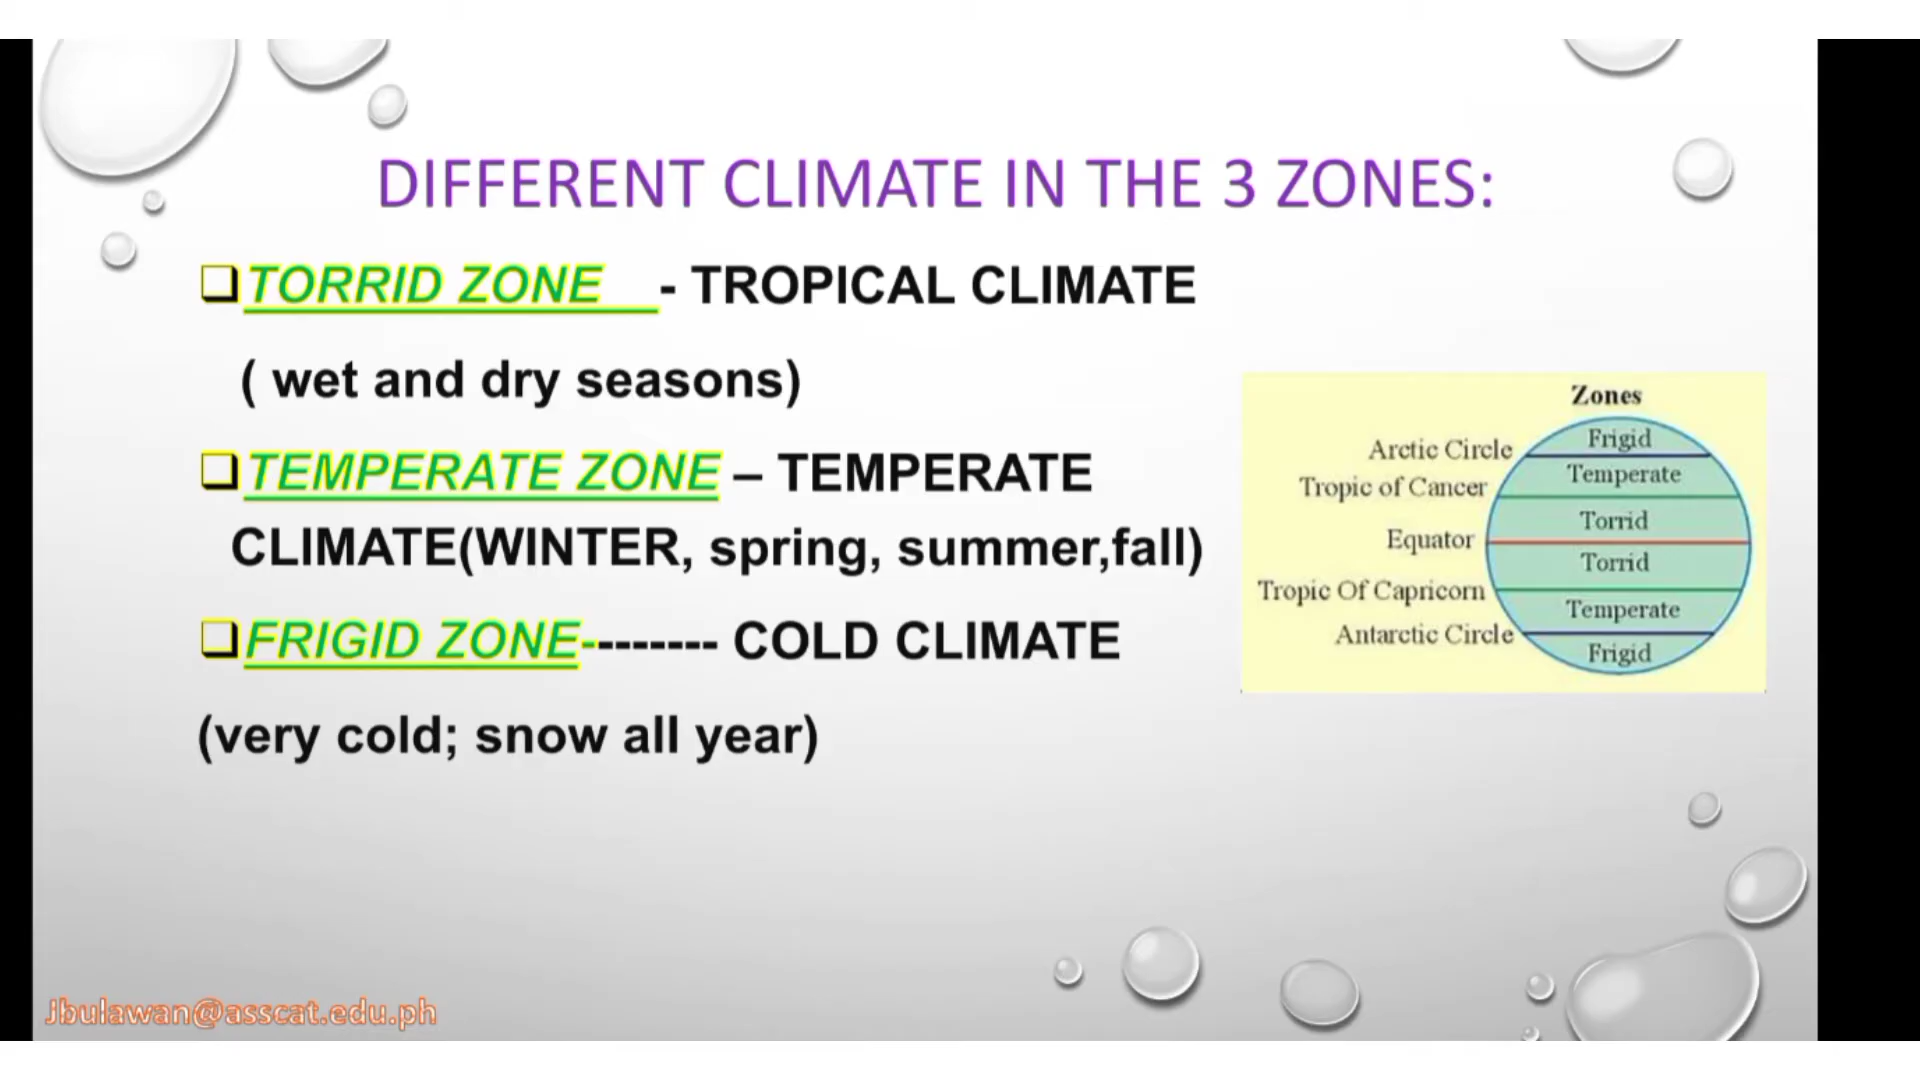 DIFFERENT CLIMATE IN THE 3 ZONES:
TORRID ZONE - TROPICAL CLIMATE
( wet and dry seasons)
TEMPERATE ZONE – TEMPERATE
CLIMATE(WINTER, spring, summer,fall)
FRIGID ZONE-------- COLD CLIMATE
(very cold; snow all year)
Zones
Arctic Circle
Tropic of Cancer
Equator
Tropic Of Capricorn
Antarctic Circle
Frigid
Temperate
Torrid
Torrid
Temperate
Frigid
Jbulawan@asscat.edu.ph